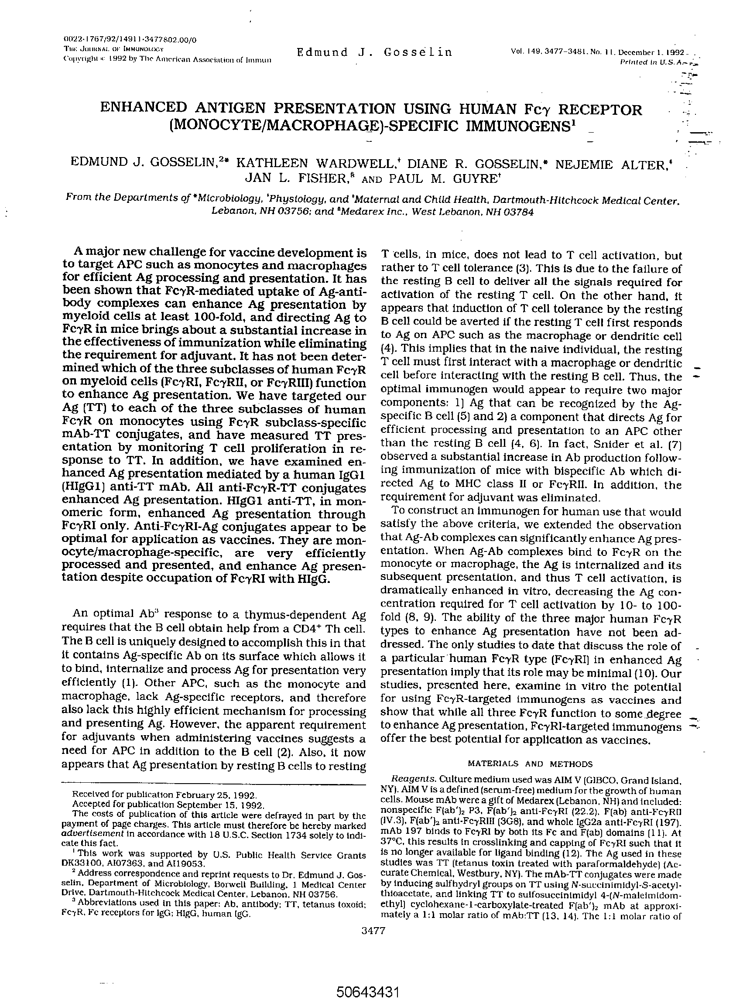 0022-1767/92/14911-3477$02.00/0
THE JOURNAL OF IMMUNOLOGY
Copyright © 1992 by The American Association of Immun
Edmund J. Gosselin
Vol. 149, 3477-3481, No. 11, December 1, 1992
Printed in U.S.A.
ENHANCED ANTIGEN PRESENTATION USING HUMAN Fcγ RECEPTOR
(MONOCYTE/MACROPHAGE)-SPECIFIC IMMUNOGENS¹
EDMUND J. GOSSELIN,²* KATHLEEN WARDWELL,† DIANE R. GOSSELIN,* NEJEMIE ALTER,‡
JAN L. FISHER,§ AND PAUL M. GUYRE†
From the Departments of *Microbiology, †Physiology, and ‡Maternal and Child Health, Dartmouth-Hitchcock Medical Center,
Lebanon, NH 03756; and §Medarex Inc., West Lebanon, NH 03784
A major new challenge for vaccine development is
to target APC such as monocytes and macrophages
for efficient Ag processing and presentation. It has
been shown that FcγR-mediated uptake of Ag-anti-
body complexes can enhance Ag presentation by
myeloid cells at least 100-fold, and directing Ag to
FcγR in mice brings about a substantial increase in
the effectiveness of immunization while eliminating
the requirement for adjuvant. It has not been deter-
mined which of the three subclasses of human FcγR
on myeloid cells (FcγRI, FcγRII, or FcγRIII) function
to enhance Ag presentation. We have targeted our
Ag (TT) to each of the three subclasses of human
FcγR on monocytes using FcγR subclass-specific
mAb-TT conjugates, and have measured TT pres-
entation by monitoring T cell proliferation in re-
sponse to TT. In addition, we have examined en-
hanced Ag presentation mediated by a human IgG1
(HIgG1) anti-TT mAb. All anti-FcγR-TT conjugates
enhanced Ag presentation. HIgG1 anti-TT, in mon-
omeric form, enhanced Ag presentation through
FcγRI only. Anti-FcγRI-Ag conjugates appear to be
optimal for application as vaccines. They are mon-
ocyte/macrophage-specific, are very efficiently
processed and presented, and enhance Ag presen-
tation despite occupation of FcγRI with HIgG.
An optimal Ab³ response to a thymus-dependent Ag
requires that the B cell obtain help from a CD4⁺ Th cell.
The B cell is uniquely designed to accomplish this in that
it contains Ag-specific Ab on its surface which allows it
to bind, internalize and process Ag for presentation very
efficiently (1). Other APC, such as the monocyte and
macrophage, lack Ag-specific receptors, and therefore
also lack this highly efficient mechanism for processing
and presenting Ag. However, the apparent requirement
for adjuvants when administering vaccines suggests a
need for APC in addition to the B cell (2). Also, it now
appears that Ag presentation by resting B cells to resting
Received for publication February 25, 1992.
Accepted for publication September 15, 1992.
The costs of publication of this article were defrayed in part by the
payment of page charges. This article must therefore be hereby marked
advertisement in accordance with 18 U.S.C. Section 1734 solely to indi-
cate this fact.
¹ This work was supported by U.S. Public Health Service Grants
DK33100, AI07363, and AI19053.
² Address correspondence and reprint requests to Dr. Edmund J. Gos-
selin, Department of Microbiology, Borwell Building, 1 Medical Center
Drive, Dartmouth-Hitchcock Medical Center, Lebanon, NH 03756.
³ Abbreviations used in this paper: Ab, antibody; TT, tetanus toxoid;
FcγR, Fc receptors for IgG; HIgG, human IgG.
T cells, in mice, does not lead to T cell activation, but
rather to T cell tolerance (3). This is due to the failure of
the resting B cell to deliver all the signals required for
activation of the resting T cell. On the other hand, it
appears that induction of T cell tolerance by the resting
B cell could be averted if the resting T cell first responds
to Ag on APC such as the macrophage or dendritic cell
(4). This implies that in the naive individual, the resting
T cell must first interact with a macrophage or dendritic
cell before interacting with the resting B cell. Thus, the
optimal immunogen would appear to require two major
components: 1) Ag that can be recognized by the Ag-
specific B cell (5) and 2) a component that directs Ag for
efficient processing and presentation to an APC other
than the resting B cell (4, 6). In fact, Snider et al. (7)
observed a substantial increase in Ab production follow-
ing immunization of mice with bispecific Ab which di-
rected Ag to MHC class II or FcγRII. In addition, the
requirement for adjuvant was eliminated.
To construct an immunogen for human use that would
satisfy the above criteria, we extended the observation
that Ag-Ab complexes can significantly enhance Ag pres-
entation. When Ag-Ab complexes bind to FcγR on the
monocyte or macrophage, the Ag is internalized and its
subsequent presentation, and thus T cell activation, is
dramatically enhanced in vitro, decreasing the Ag con-
centration required for T cell activation by 10- to 100-
fold (8, 9). The ability of the three major human FcγR
types to enhance Ag presentation have not been ad-
dressed. The only studies to date that discuss the role of
a particular human FcγR type (FcγRI) in enhanced Ag
presentation imply that its role may be minimal (10). Our
studies, presented here, examine in vitro the potential
for using FcγR-targeted immunogens as vaccines and
show that while all three FcγR function to some degree
to enhance Ag presentation, FcγRI-targeted immunogens
offer the best potential for application as vaccines.
MATERIALS AND METHODS
Reagents. Culture medium used was AIM V (GIBCO, Grand Island,
NY). AIM V is a defined (serum-free) medium for the growth of human
cells. Mouse mAb were a gift of Medarex (Lebanon, NH) and included:
nonspecific F(ab')₂ P3, F(ab')₂ anti-FcγRI (22.2), F(ab) anti-FcγRII
(IV.3), F(ab')₂ anti-FcγRIII (3G8), and whole IgG2a anti-FcγRI (197).
mAb 197 binds to FcγRI by both its Fc and F(ab) domains (11). At
37°C, this results in crosslinking and capping of FcγRI such that it
is no longer available for ligand binding (12). The Ag used in these
studies was TT (tetanus toxin treated with paraformaldehyde) (Ac-
curate Chemical, Westbury, NY). The mAb-TT conjugates were made
by inducing sulfhydryl groups on TT using N-succinimidyl-S-acetyl-
thioacetate, and linking TT to sulfosuccinimidyl 4-(N-maleimidom-
ethyl) cyclohexane-1-carboxylate-treated F(ab')₂ mAb at approxi-
mately a 1:1 molar ratio of mAb:TT (13, 14). The 1:1 molar ratio of
3477
50643431